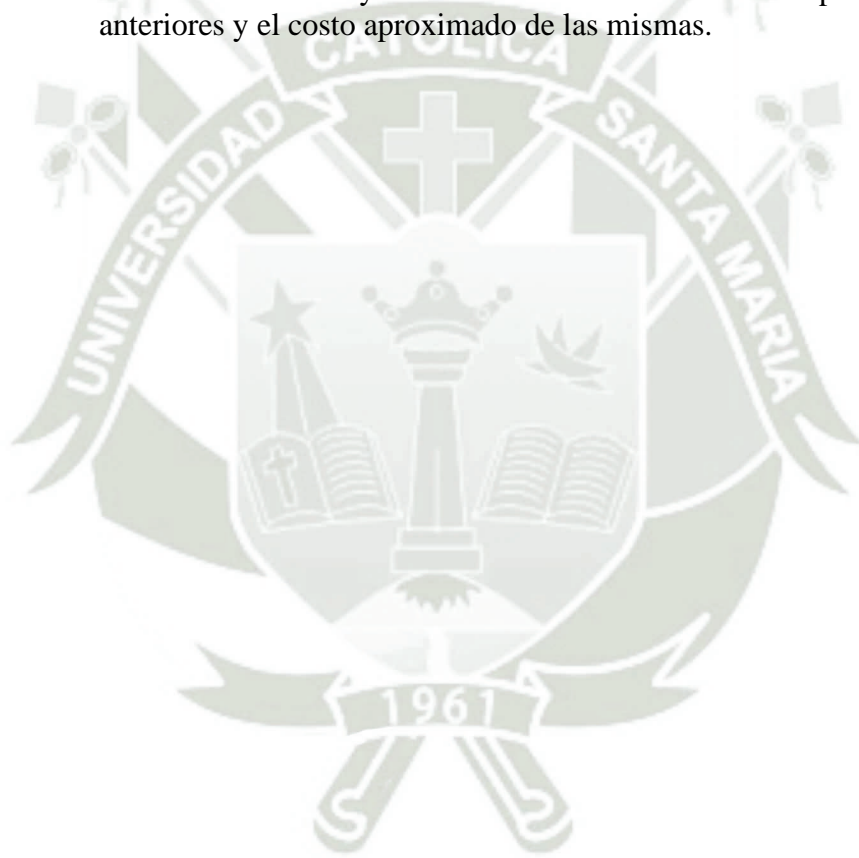 anteriores y el costo aproximado de las mismas.
CATOLICA
UNIVERSIDAD
SANTA MARIA
1961